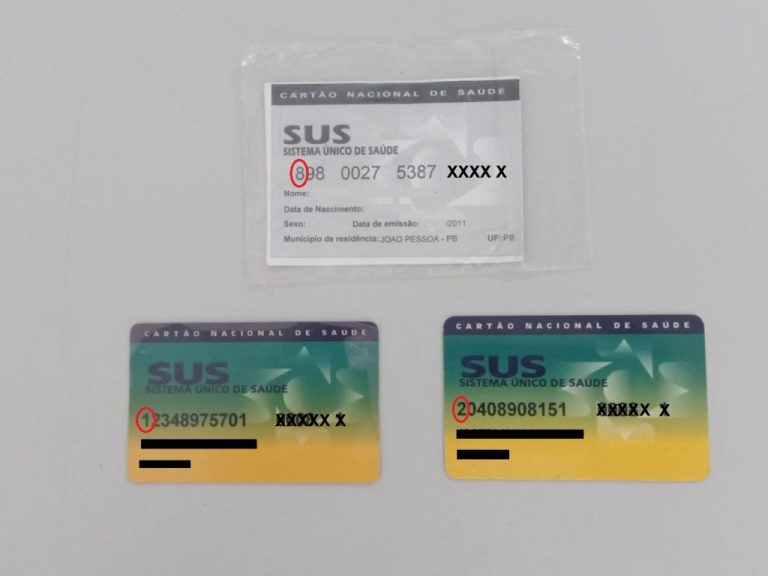 CARTÃO NACIONAL DE SAÚDE
SUS
SISTEMA ÚNICO DE SAÚDE
898 0027 5387 XXXX X
Nome:
Data de Nascimento:
Sexo: Data de emissão: /2011
Município de residência: JOAO PESSOA - PB UF: PB
CARTÃO NACIONAL DE SAÚDE
SUS
SISTEMA ÚNICO DE SAÚDE
12348975701 XXXXX X
CARTÃO NACIONAL DE SAÚDE
SUS
SISTEMA ÚNICO DE SAÚDE
20408908151 XXXXX X